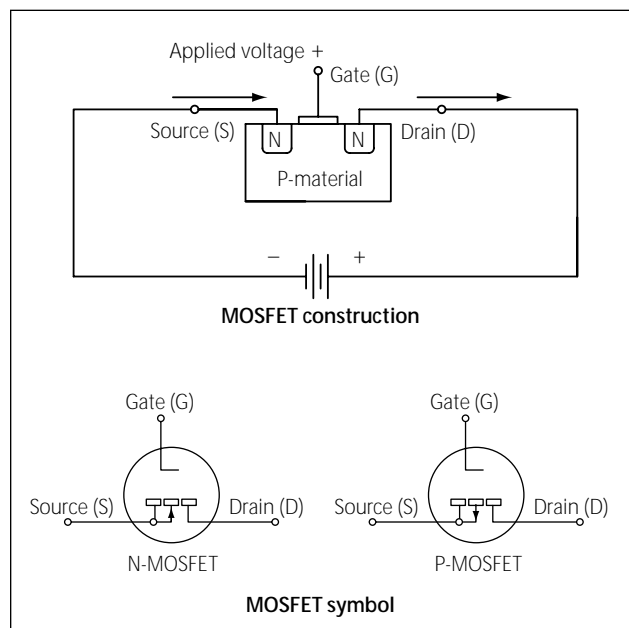 Applied voltage +
Gate (G)
Source (S)
N
N
Drain (D)
P-material
– +
MOSFET construction
Gate (G)
Gate (G)
Source (S)
Drain (D)
Source (S)
Drain (D)
N-MOSFET
P-MOSFET
MOSFET symbol